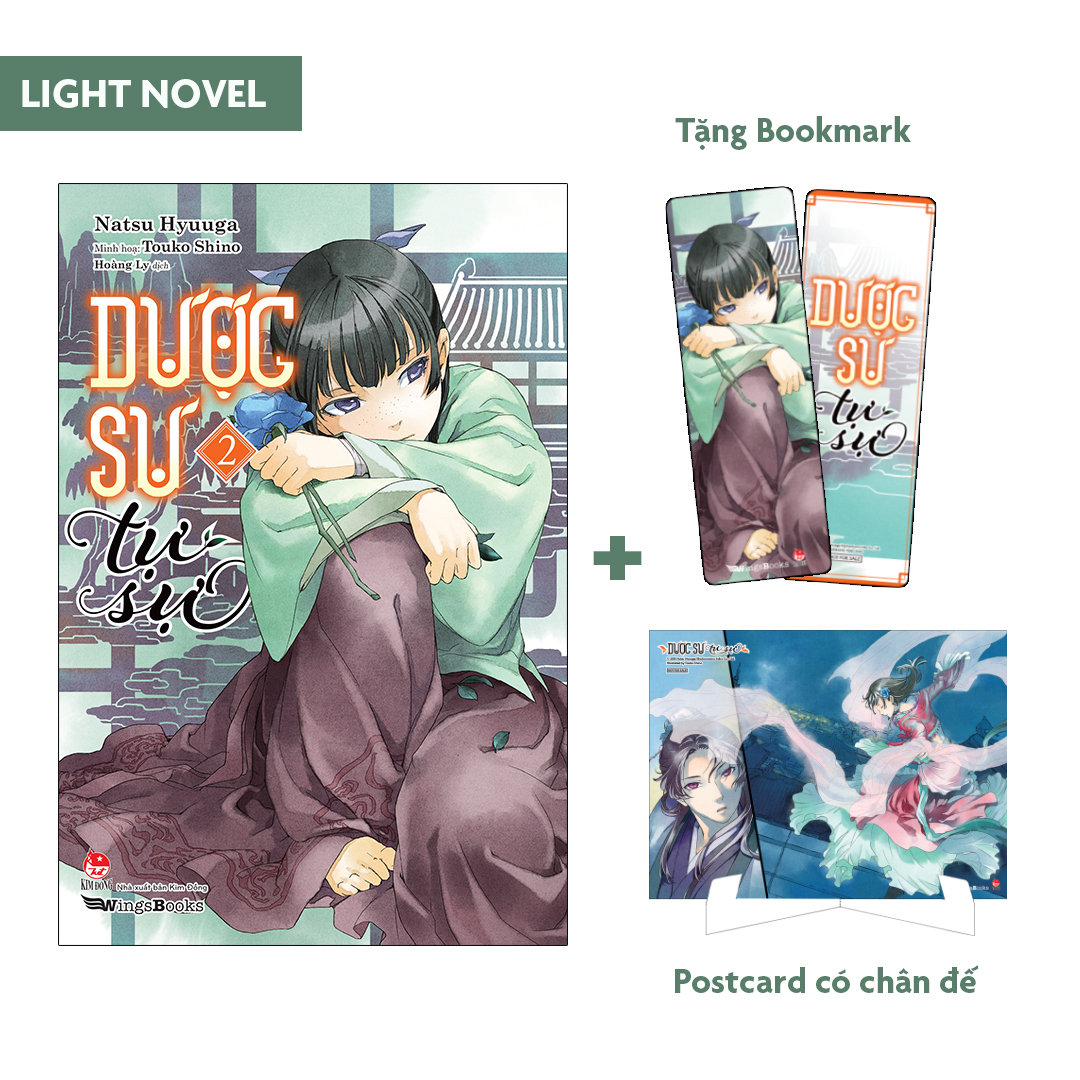 LIGHT NOVEL
Tặng Bookmark
Natsu Hyuuga
Minh hoạ: Touko Shino
Hoàng Ly dịch
DƯỢC
SƯ
2
tự
sự
KIM ĐỒNG
Nhà xuất bản Kim Đồng
WingsBooks
+
DƯỢC
SƯ
tự
sự
WingsBooks
DƯỢC SƯ tự sự
Postcard có chân đế